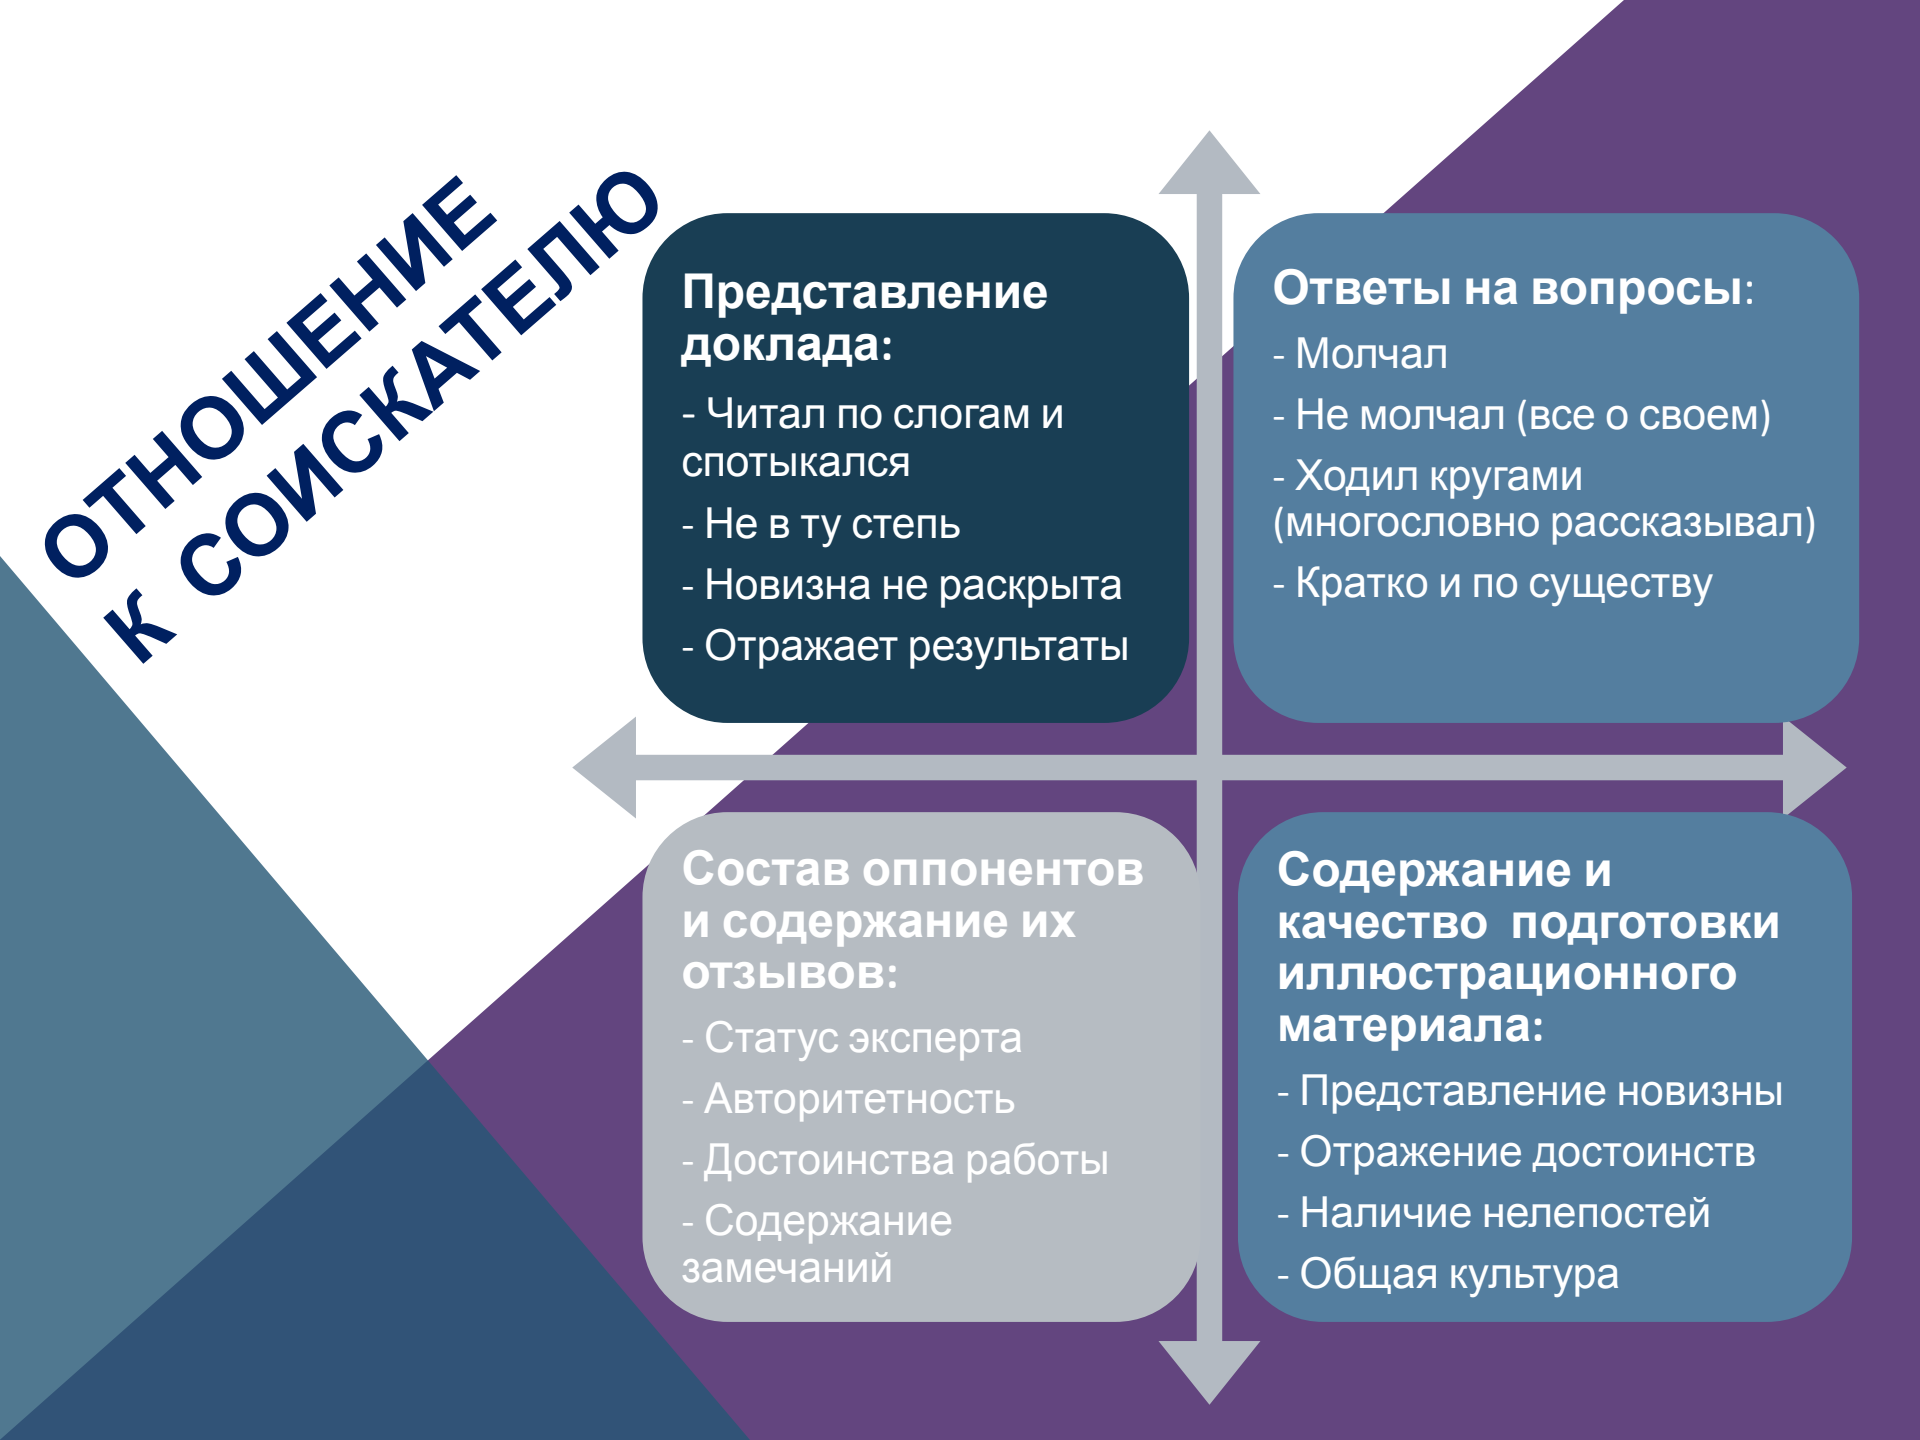 ОТНОШЕНИЕ
К СОИСКАТЕЛЮ
Представление
доклада:
- Читал по слогам и
спотыкался
- Не в ту степь
- Новизна не раскрыта
- Отражает результаты
Ответы на вопросы:
- Молчал
- Не молчал (все о своем)
- Ходил кругами
(многословно рассказывал)
- Кратко и по существу
Состав оппонентов
и содержание их
отзывов:
- Статус эксперта
- Авторитетность
- Достоинства работы
- Содержание
замечаний
Содержание и
качество  подготовки
иллюстрационного
материала:
- Представление новизны
- Отражение достоинств
- Наличие нелепостей
- Общая культура